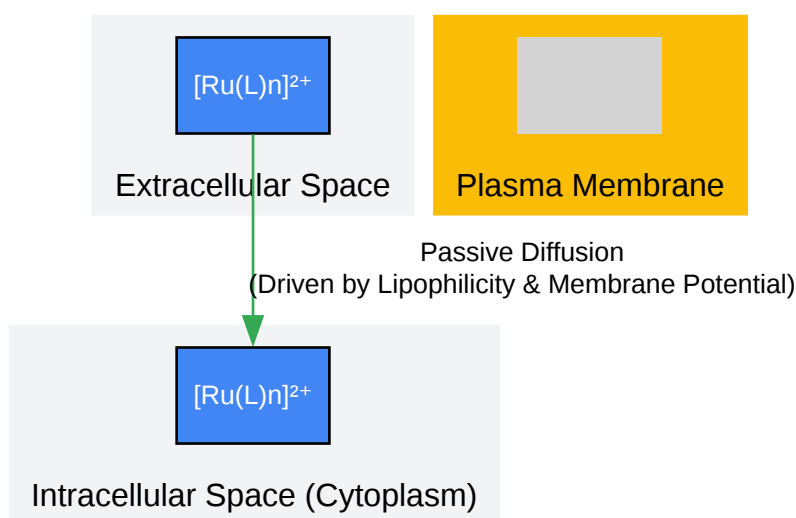 [Ru(L)n]²⁺
Extracellular Space
Plasma Membrane
Passive Diffusion
(Driven by Lipophilicity & Membrane Potential)
[Ru(L)n]²⁺
Intracellular Space (Cytoplasm)